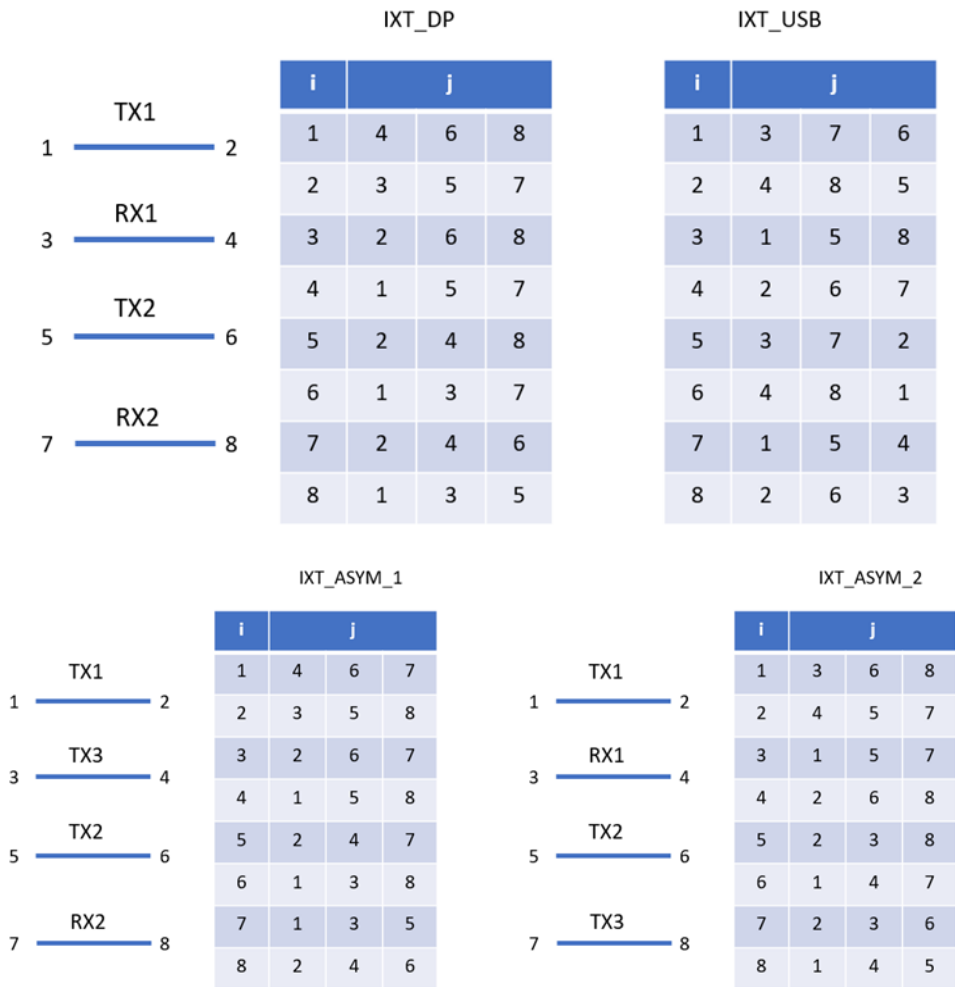 IXT_DP
IXT_USB
TX1
1 2
RX1
3 4
TX2
5 6
RX2
7 8
i j
1 4 6 8
2 3 5 7
3 2 6 8
4 1 5 7
5 2 4 8
6 1 3 7
7 2 4 6
8 1 3 5
i j
1 3 7 6
2 4 8 5
3 1 5 8
4 2 6 7
5 3 7 2
6 4 8 1
7 1 5 4
8 2 6 3
IXT_ASYM_1
TX1
1 2
TX3
3 4
TX2
5 6
RX2
7 8
i j
1 4 6 7
2 3 5 8
3 2 6 7
4 1 5 8
5 2 4 7
6 1 3 8
7 1 3 5
8 2 4 6
IXT_ASYM_2
TX1
1 2
RX1
3 4
TX2
5 6
TX3
7 8
i j
1 3 6 8
2 4 5 7
3 1 5 7
4 2 6 8
5 2 3 8
6 1 4 7
7 2 3 6
8 1 4 5